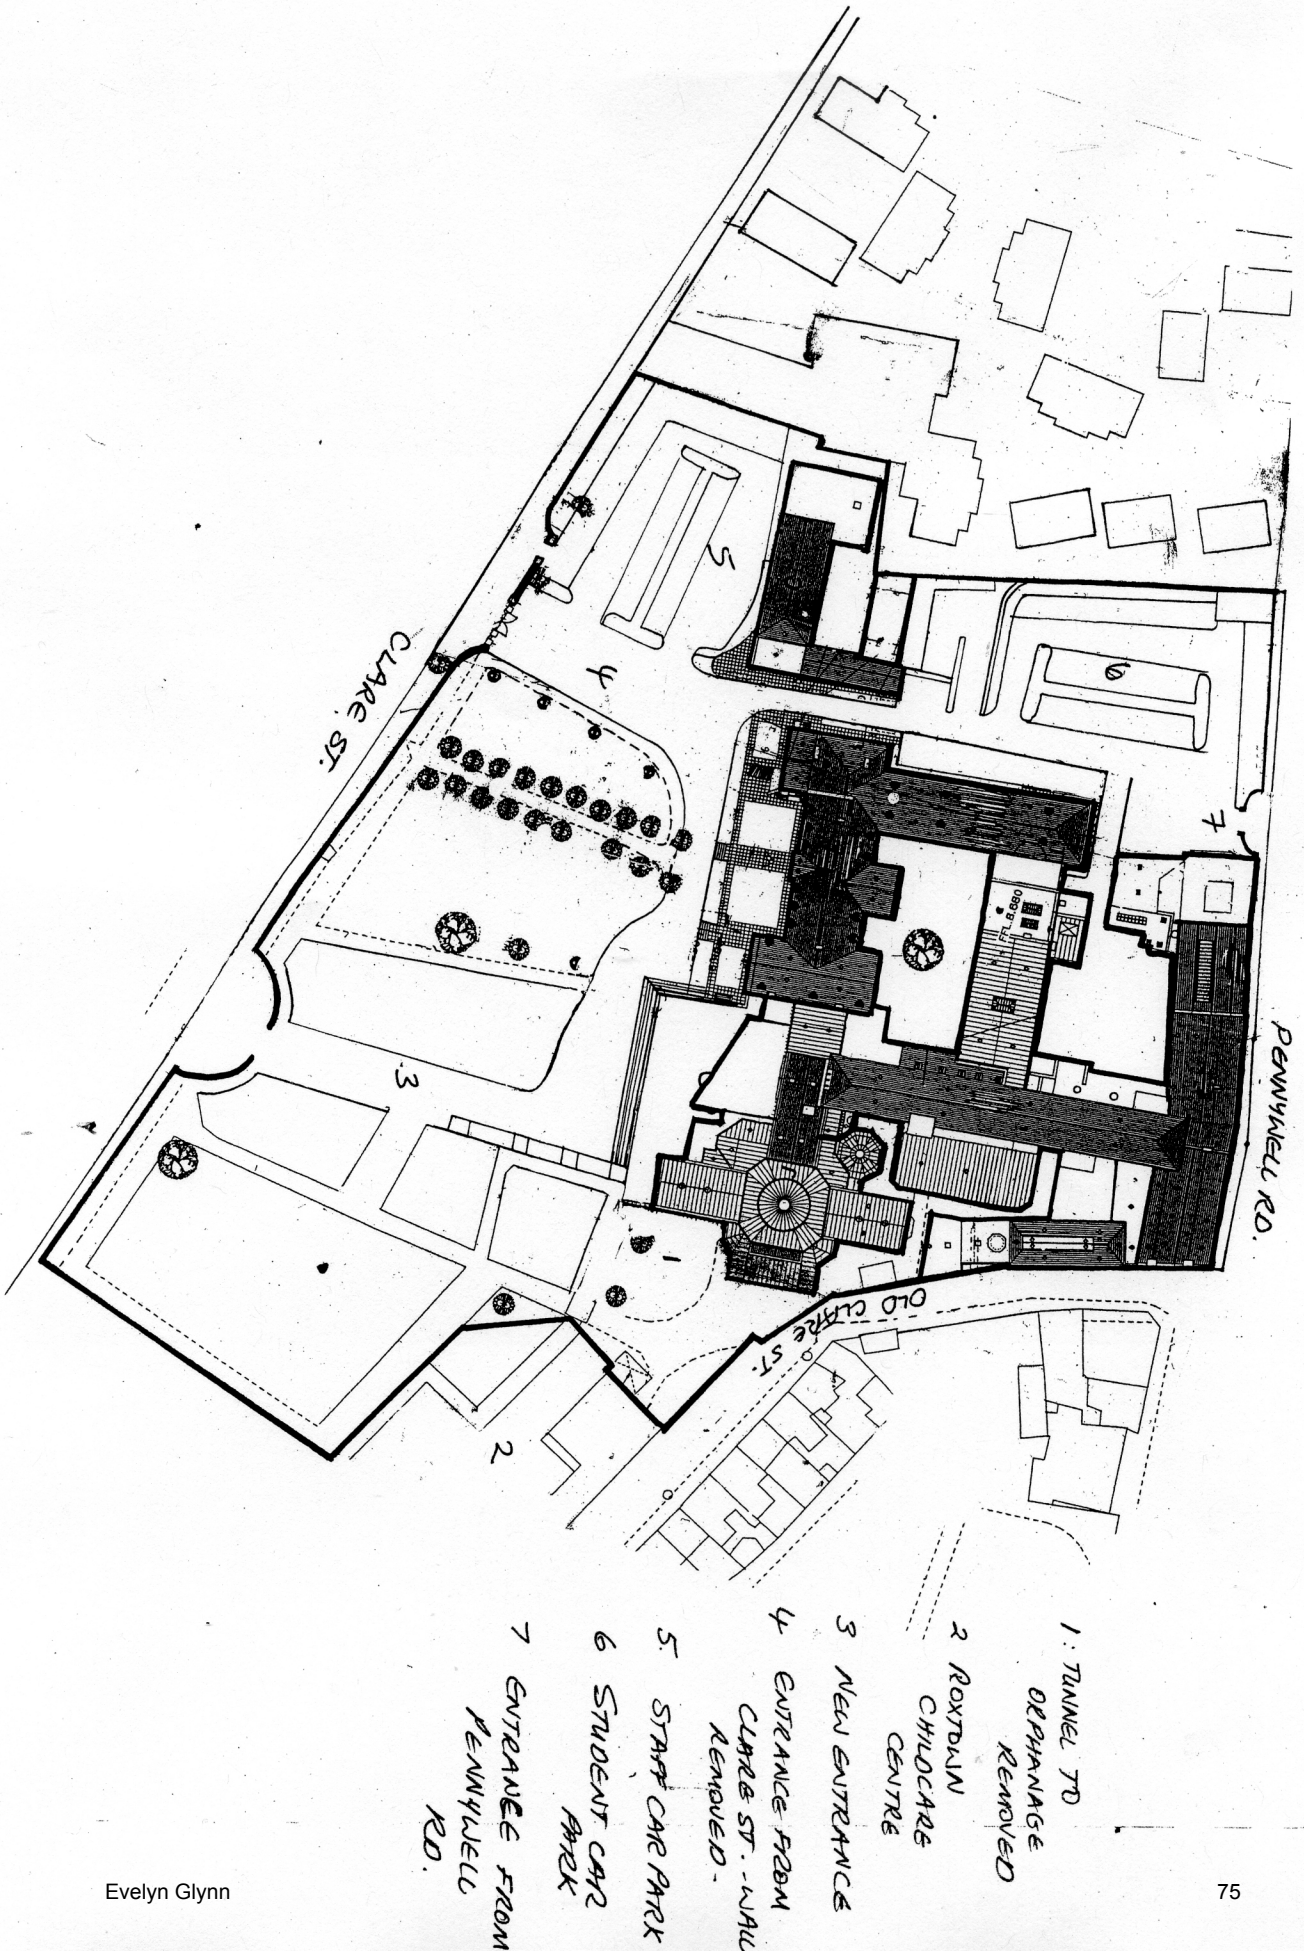 CLARE ST.
PENNYWELL RD.
OLD CLARE ST.
FFL.8.680
1
2
3
4
5
6
7
1: TUNNEL TO
ORPHANAGE
REMOVED
2 ROXTOWN
CHILDCARE
CENTRE
3 NEW ENTRANCE
4 ENTRANCE FROM
CLARE ST. - WALL
REMOVED.
5. STAFF CAR PARK
6 STUDENT CAR
PARK
7 ENTRANCE FROM
PENNYWELL
RD.
Evelyn Glynn
75